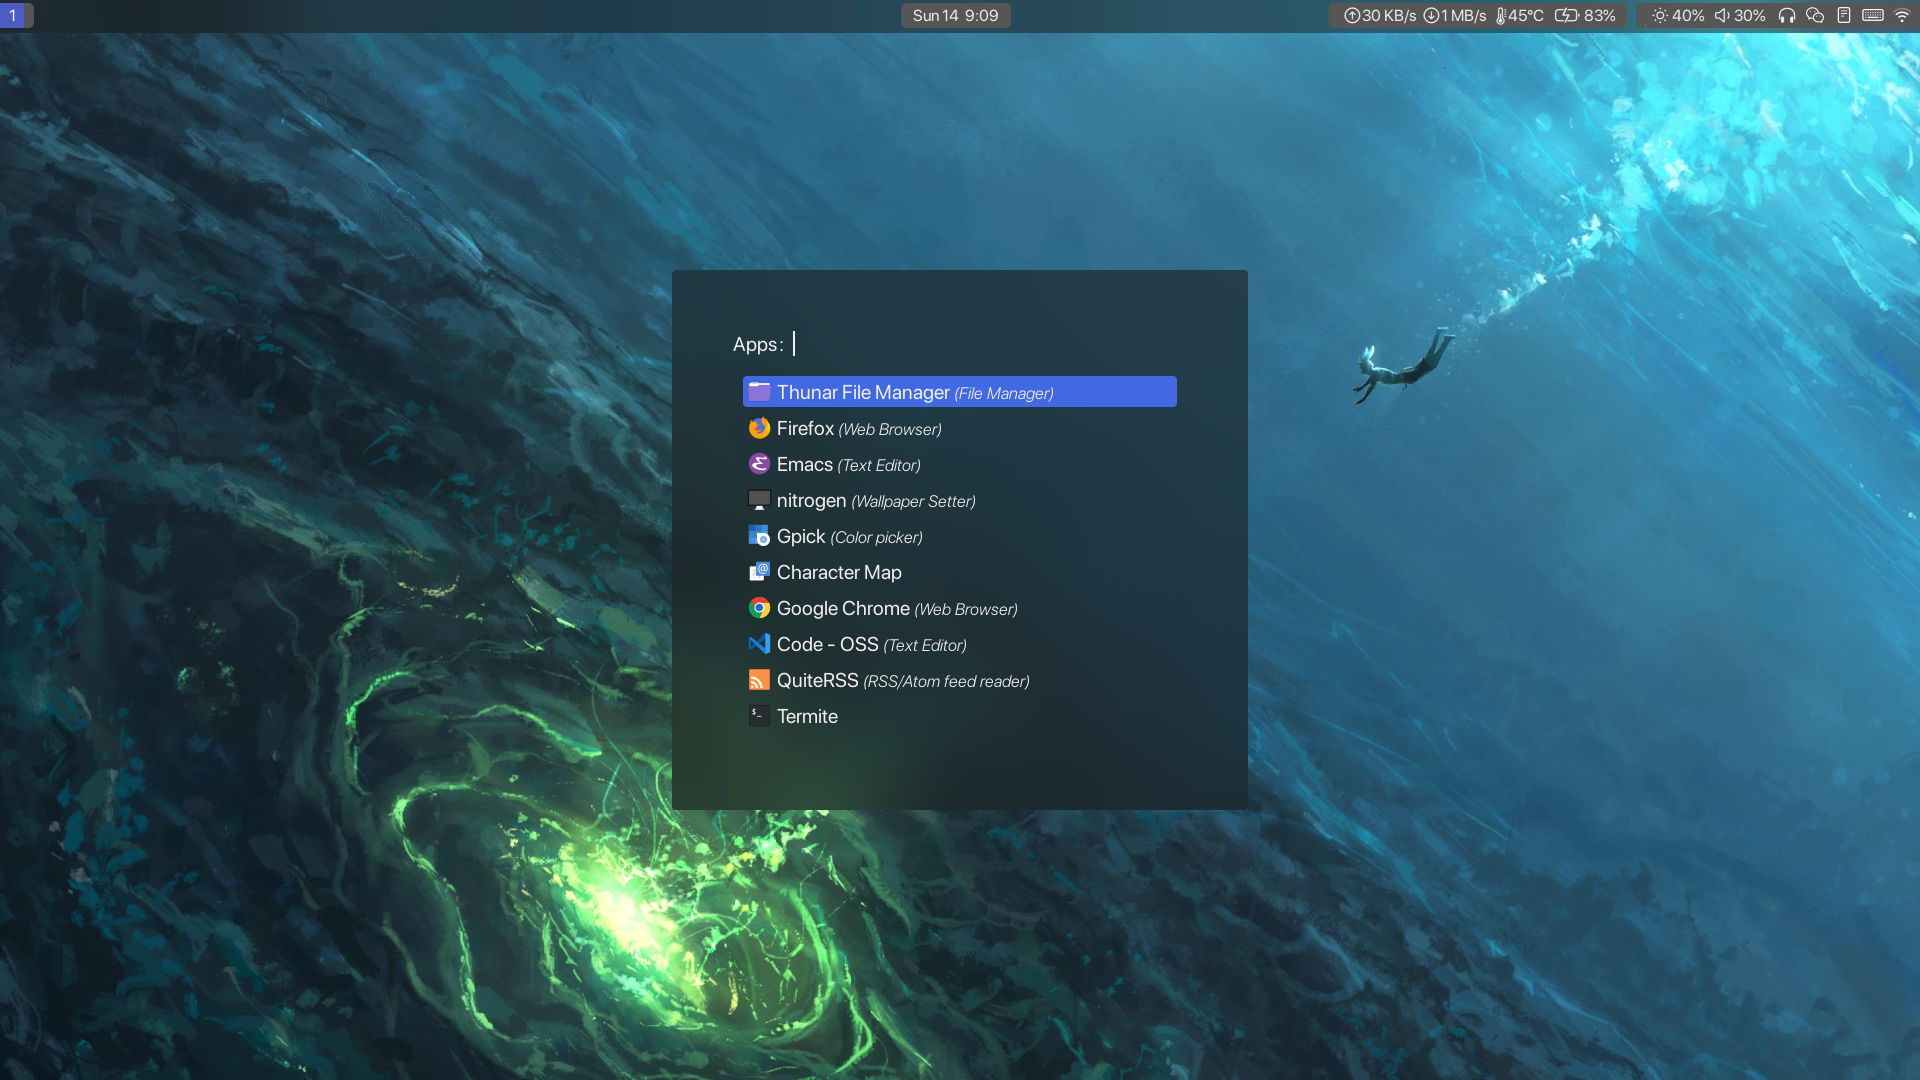 1
Sun 14 9:09
30 KB/s 1 MB/s 45°C 83% 40% 30%
Apps:
Thunar File Manager (File Manager)
Firefox (Web Browser)
Emacs (Text Editor)
nitrogen (Wallpaper Setter)
Gpick (Color picker)
Character Map
Google Chrome (Web Browser)
Code - OSS (Text Editor)
QuiteRSS (RSS/Atom feed reader)
Termite